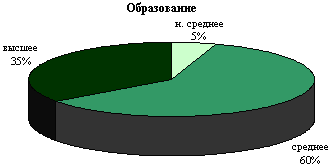 Образование
н. среднее
5%
высшее
35%
среднее
60%